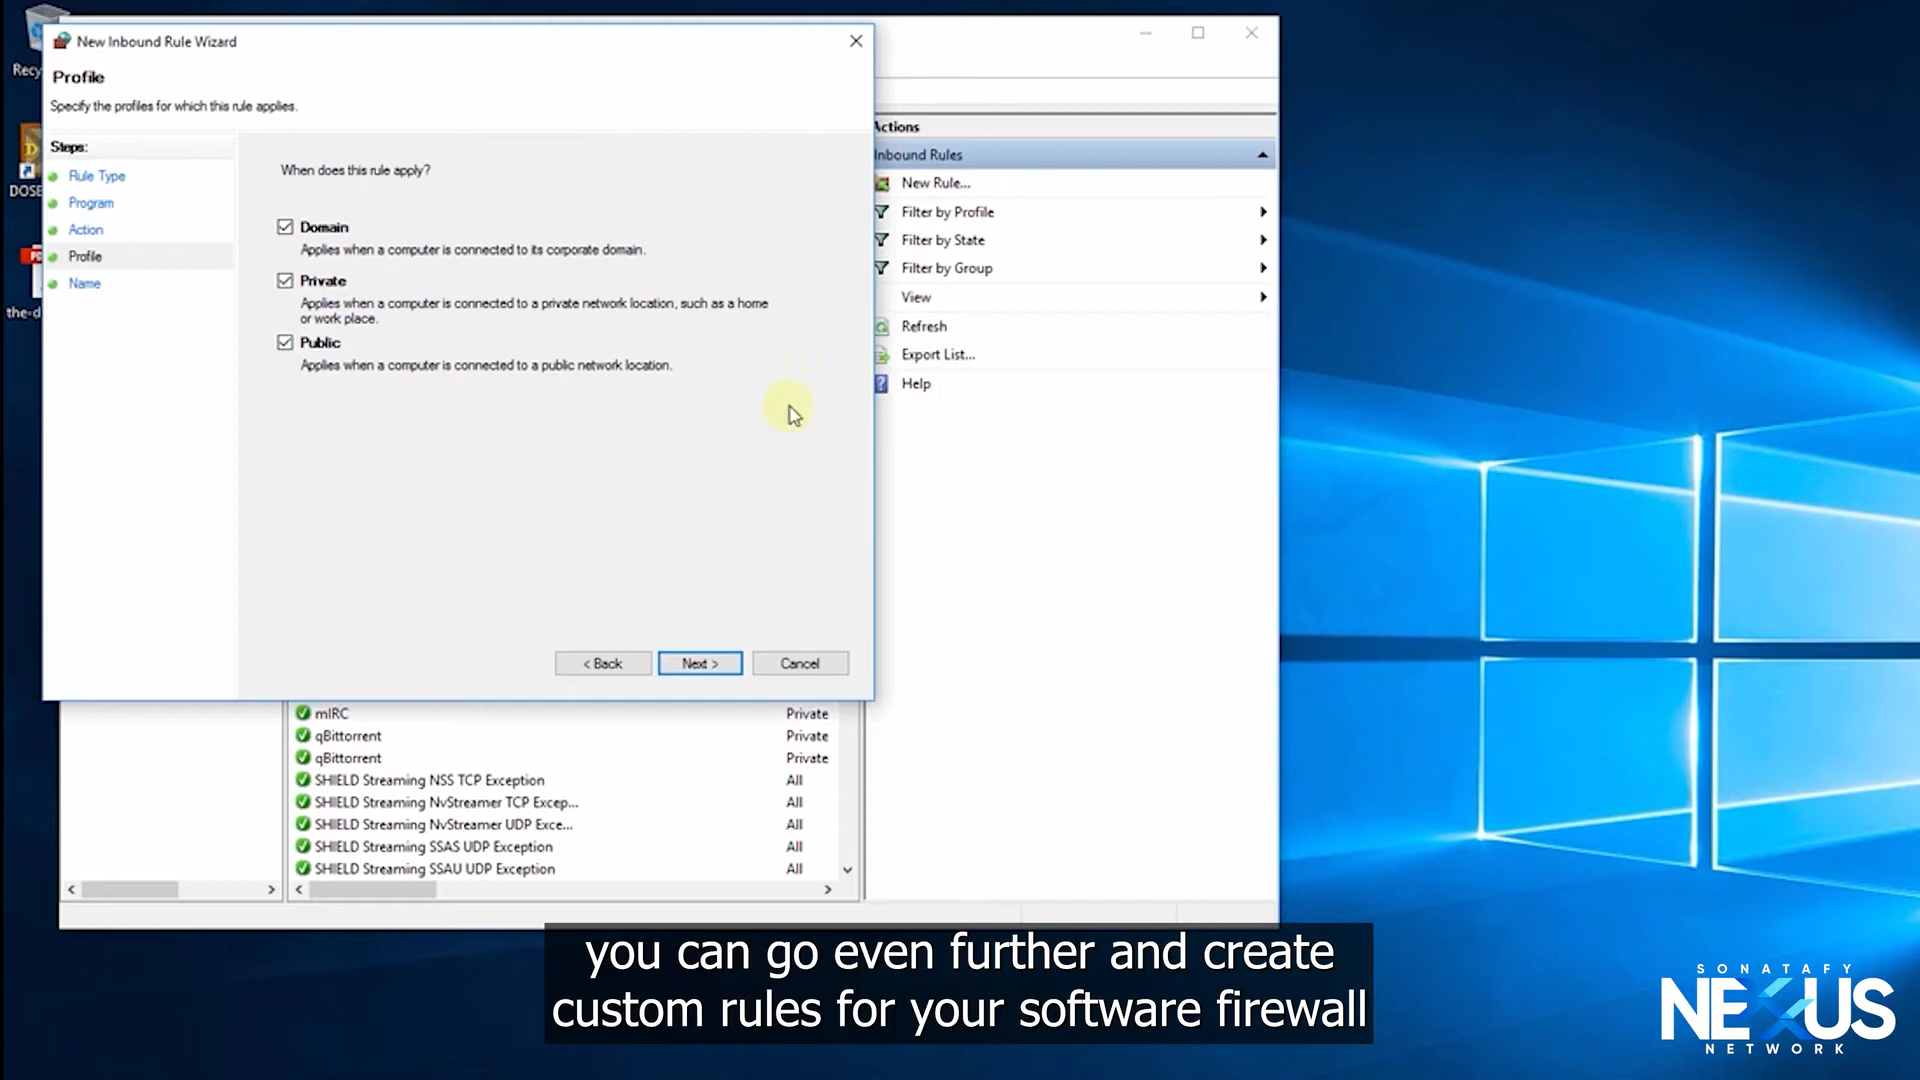 Recy
DOSE
the-d
New Inbound Rule Wizard
Profile
Specify the profiles for which this rule applies.
Steps:
Rule Type
Program
Action
Profile
Name
When does this rule apply?
Domain
Applies when a computer is connected to its corporate domain.
Private
Applies when a computer is connected to a private network location, such as a home
or work place.
Public
Applies when a computer is connected to a public network location.
< Back
Next >
Cancel
Actions
Inbound Rules
New Rule...
Filter by Profile
Filter by State
Filter by Group
View
Refresh
Export List...
Help
mIRC Private
qBittorrent Private
qBittorrent Private
SHIELD Streaming NSS TCP Exception All
SHIELD Streaming NvStreamer TCP Excep... All
SHIELD Streaming NvStreamer UDP Exce... All
SHIELD Streaming SSAS UDP Exception All
SHIELD Streaming SSAU UDP Exception All
you can go even further and create
custom rules for your software firewall
SONATAFY
NEXUS
NETWORK